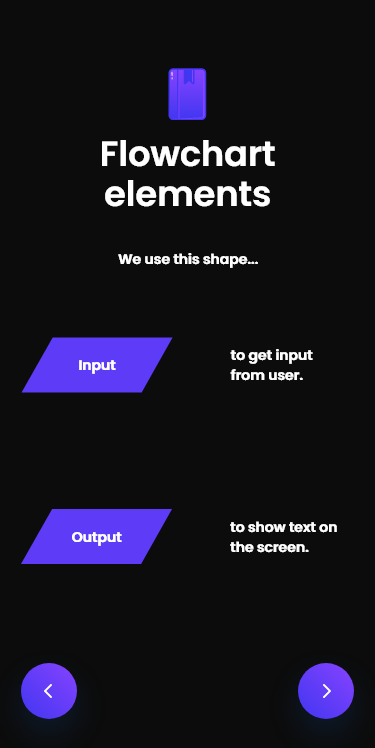 Flowchart
elements
We use this shape...
Input
to get input
from user.
Output
to show text on
the screen.